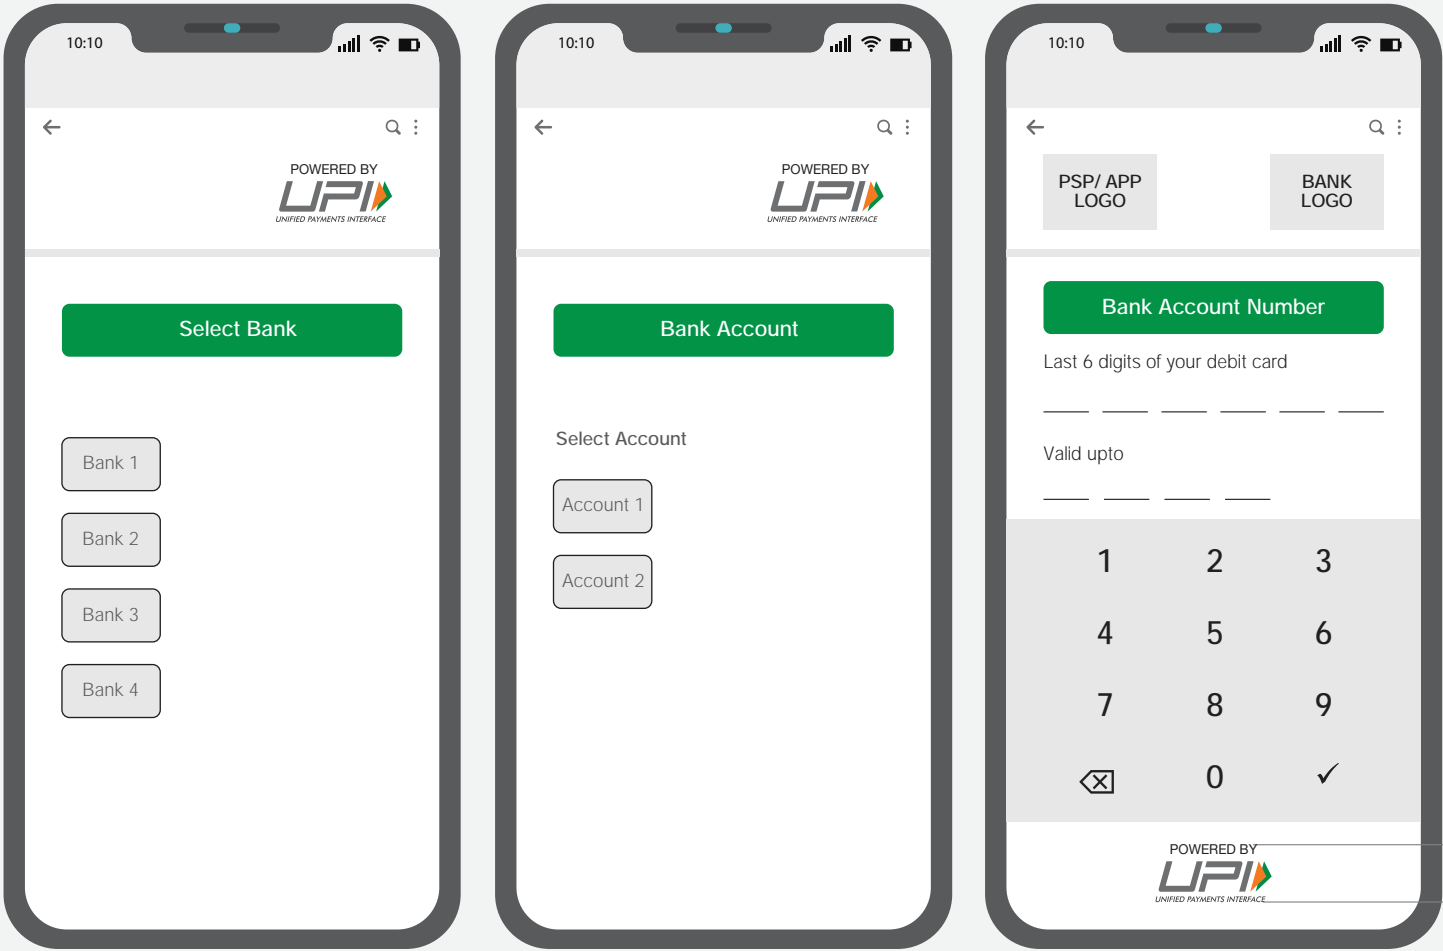 10:10
POWERED BY
UPI
UNIFIED PAYMENTS INTERFACE
Select Bank
Bank 1
Bank 2
Bank 3
Bank 4
10:10
POWERED BY
UPI
UNIFIED PAYMENTS INTERFACE
Bank Account
Select Account
Account 1
Account 2
10:10
PSP/ APP
LOGO
BANK
LOGO
Bank Account Number
Last 6 digits of your debit card
Valid upto
1 2 3
4 5 6
7 8 9
0
POWERED BY
UPI
UNIFIED PAYMENTS INTERFACE